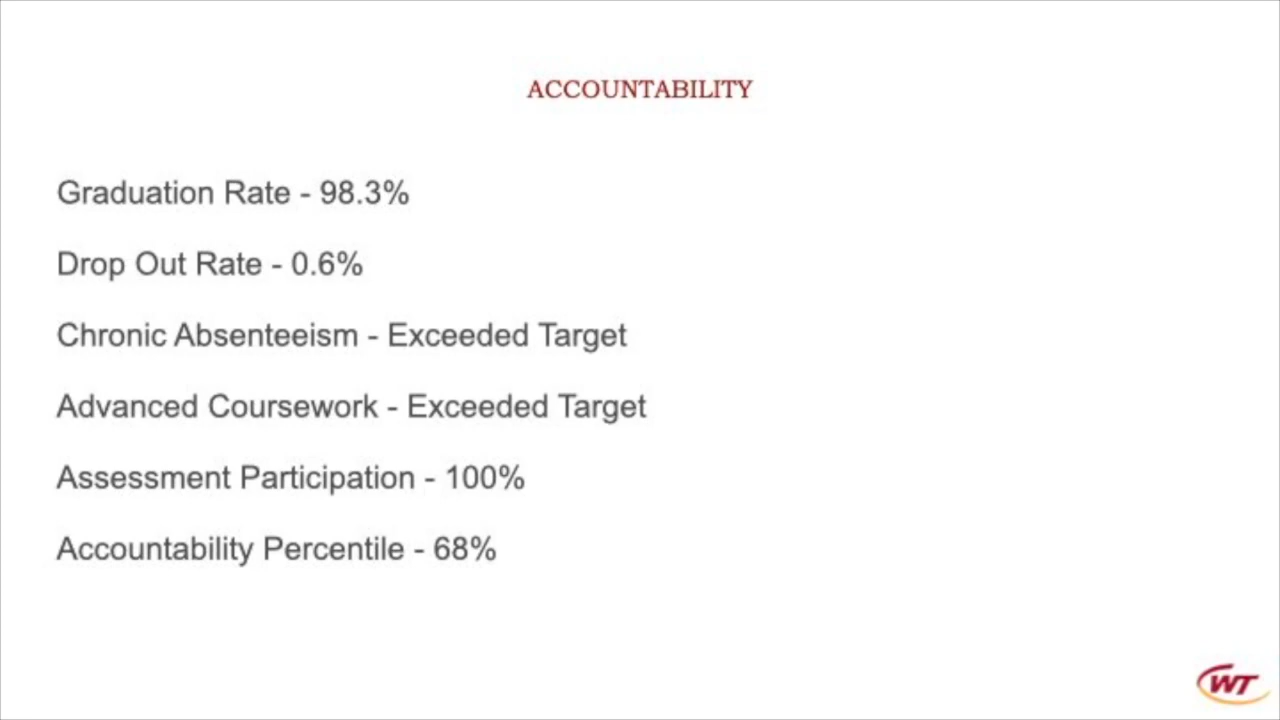 ACCOUNTABILITY
Graduation Rate - 98.3%
Drop Out Rate - 0.6%
Chronic Absenteeism - Exceeded Target
Advanced Coursework - Exceeded Target
Assessment Participation - 100%
Accountability Percentile - 68%
WT